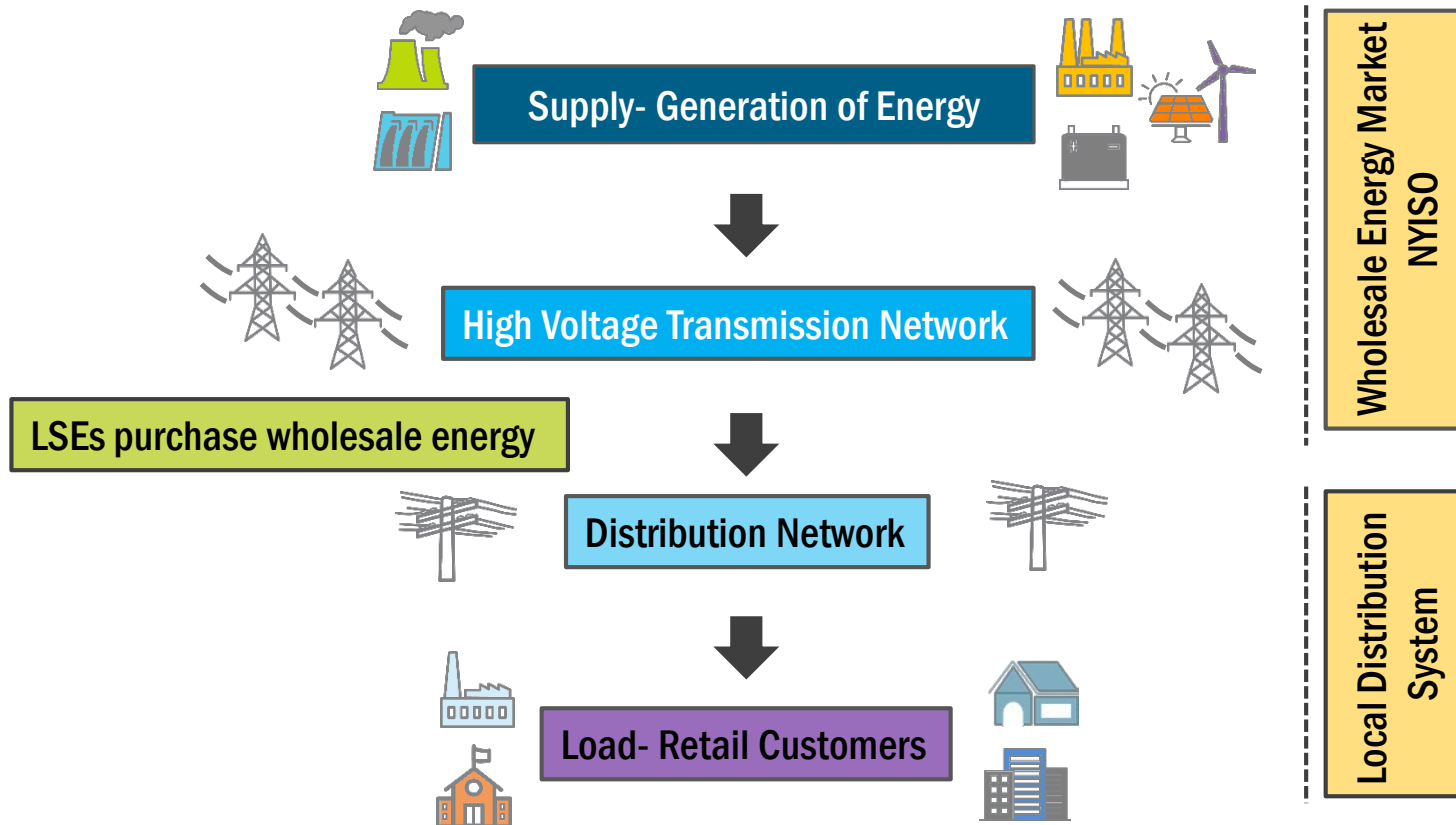 Supply- Generation of Energy
High Voltage Transmission Network
LSEs purchase wholesale energy
Distribution Network
Load- Retail Customers
Wholesale Energy Market
NYISO
Local Distribution
System